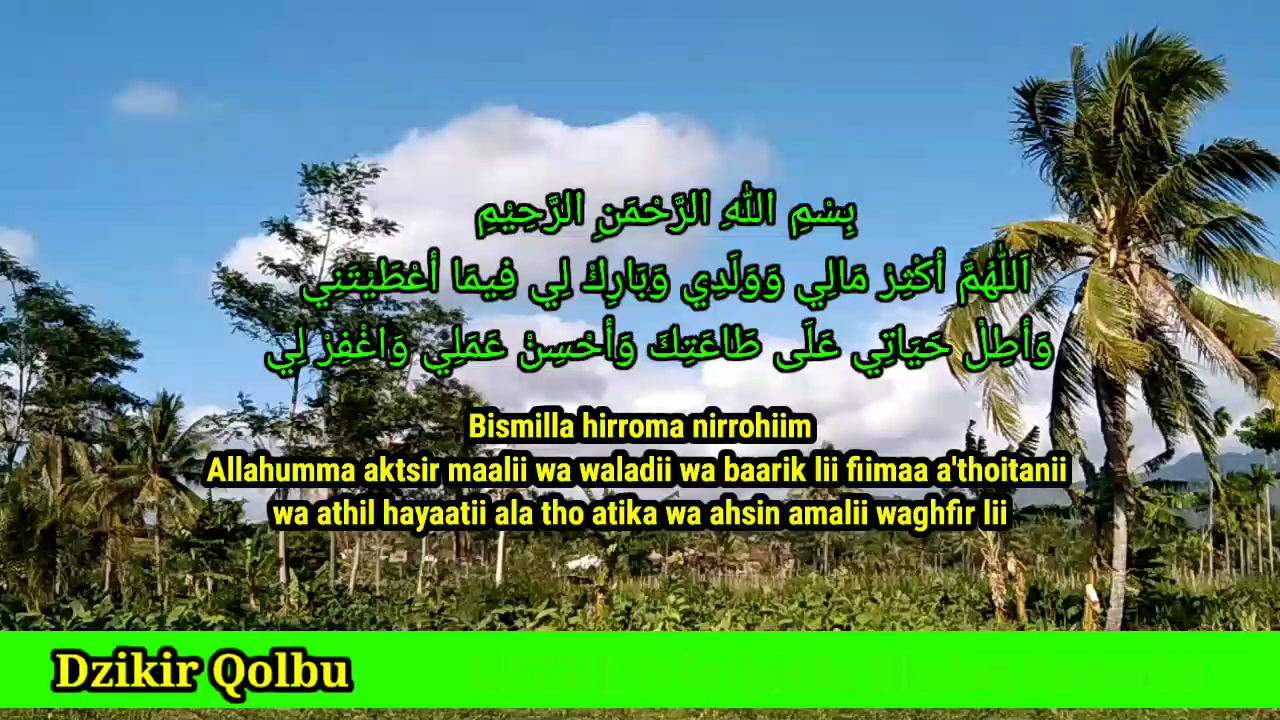 بِسْمِ اللهِ الرَّحْمَنِ الرَّحِيْمِ
اَللّٰهُمَّ أَكْثِرْ مَالِي وَوَلَدِي وَبَارِكْ لِي فِيمَا أَعْطَيْتَنِي
وَأَطِلْ حَيَاتِي عَلَى طَاعَتِكَ وَأَحْسِنْ عَمَلِي وَاغْفِرْ لِي
Bismilla hirroma nirrohiim
Allahumma aktsir maalii wa waladii wa baarik lii fiimaa a'thoitanii
wa athil hayaatii ala tho atika wa ahsin amalii waghfir lii
Dzikir Qolbu